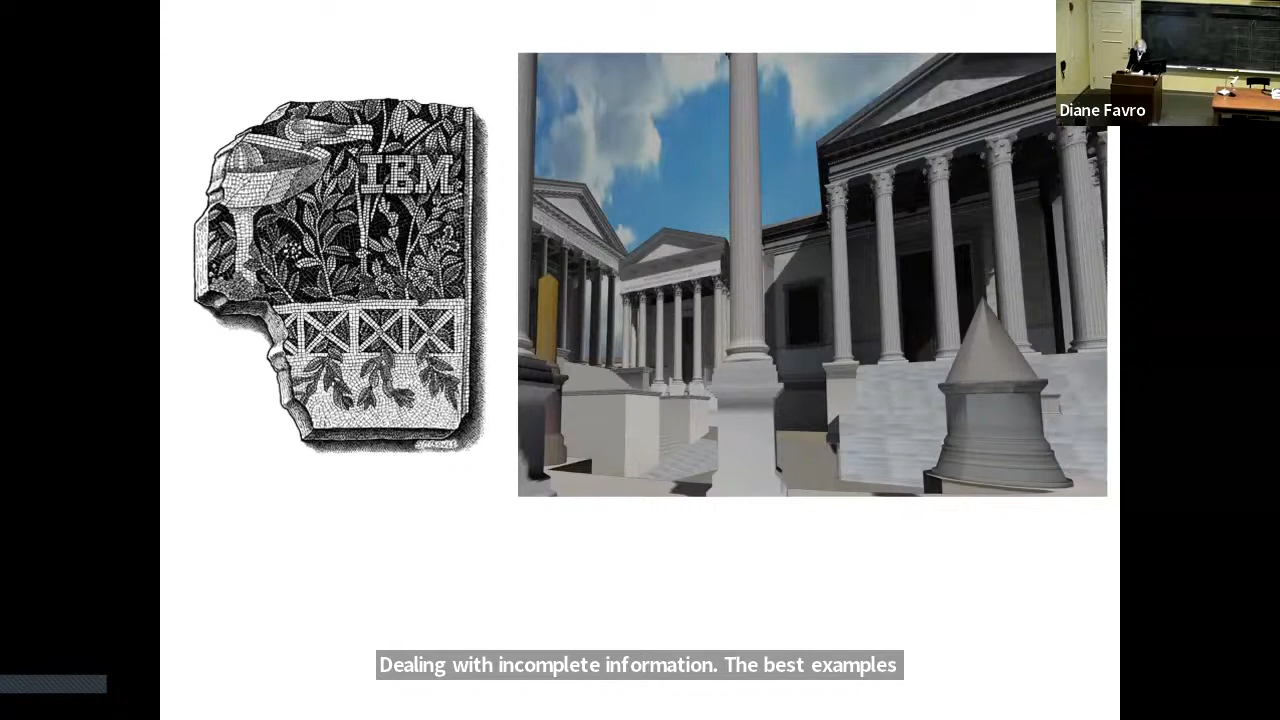 IBM
Diane Favro
Dealing with incomplete information. The best examples